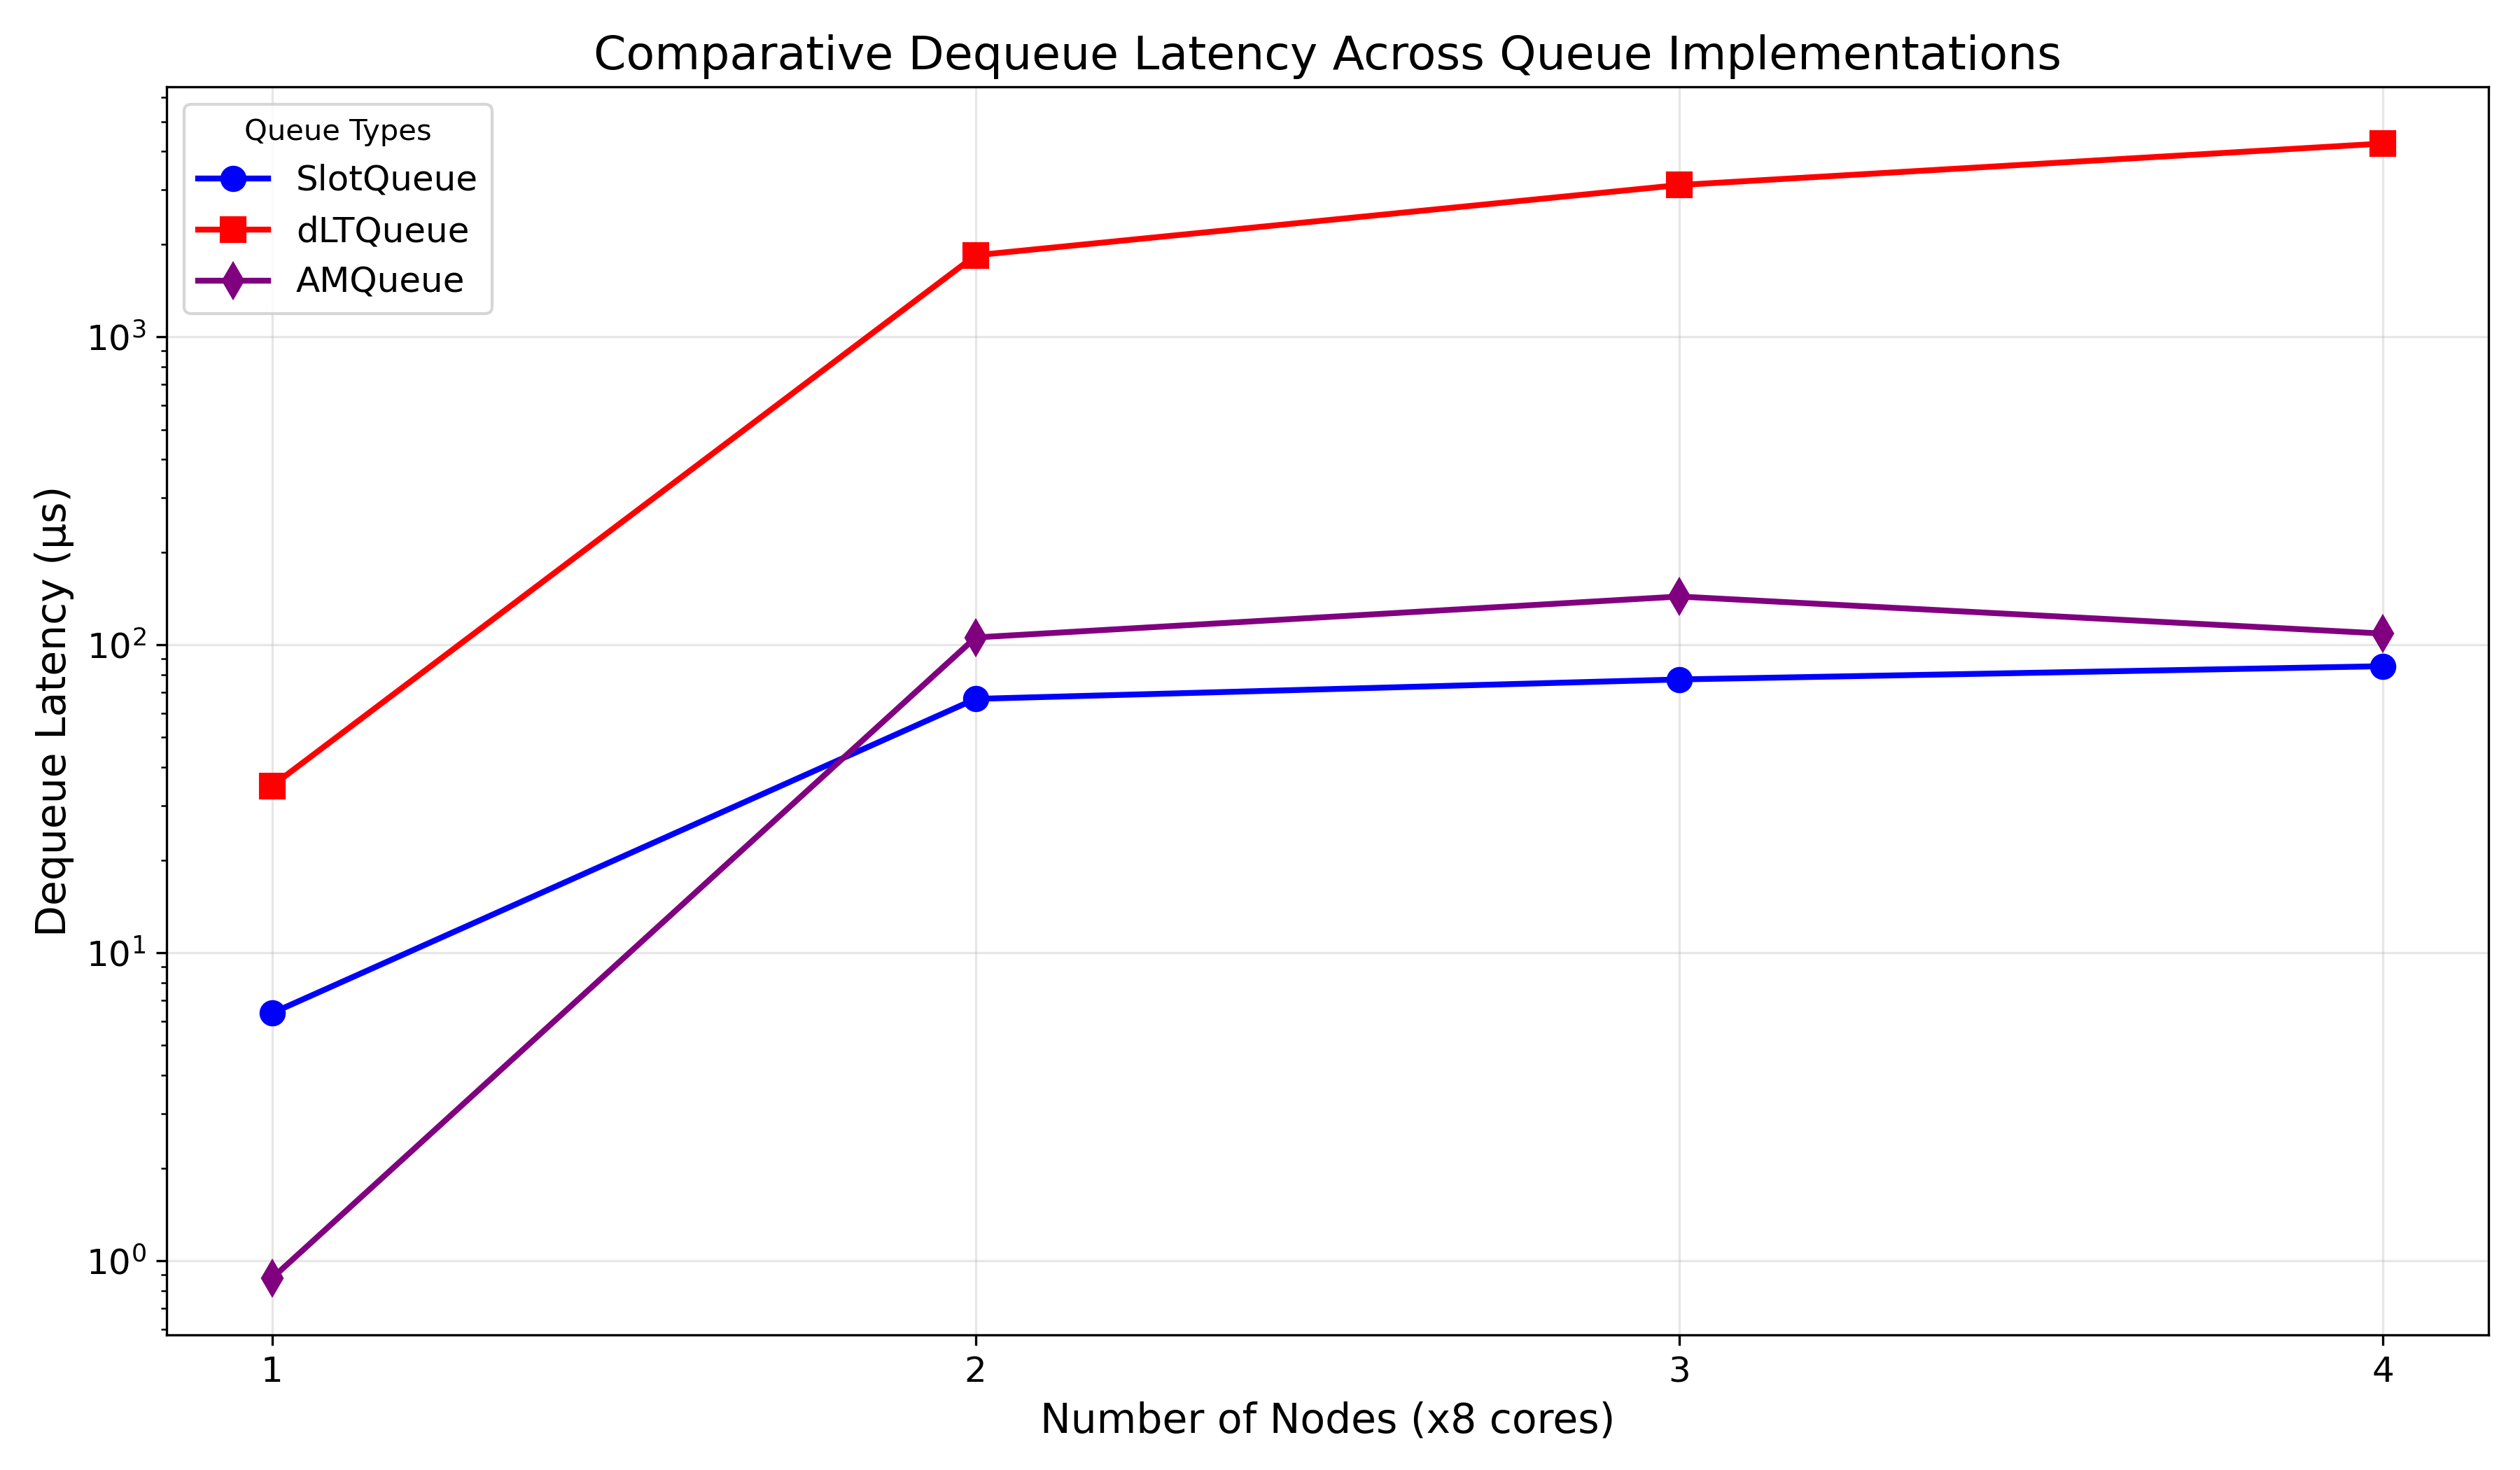 Comparative Dequeue Latency Across Queue Implementations
Queue Types
SlotQueue
dLTQueue
AMQueue
10³
10²
10¹
10⁰
Dequeue Latency (µs)
1 2 3 4
Number of Nodes (x8 cores)